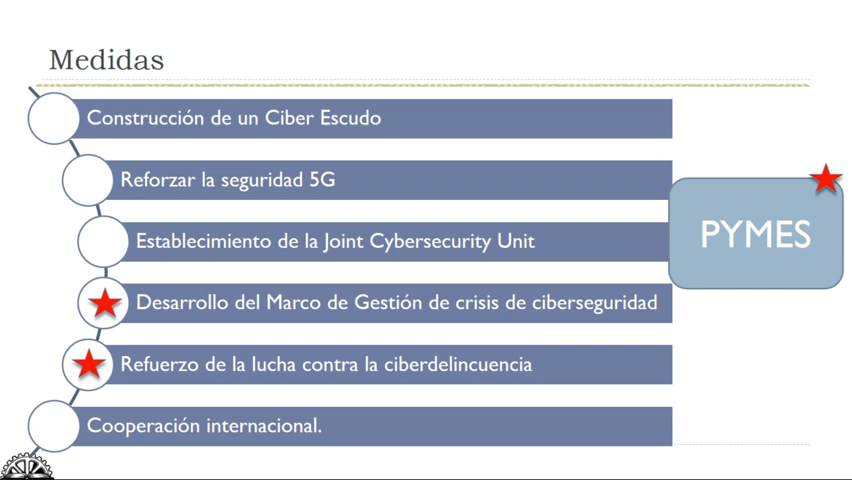 Medidas
Construcción de un Ciber Escudo
Reforzar la seguridad 5G
Establecimiento de la Joint Cybersecurity Unit
Desarrollo del Marco de Gestión de crisis de ciberseguridad
Refuerzo de la lucha contra la ciberdelincuencia
Cooperación internacional.
PYMES